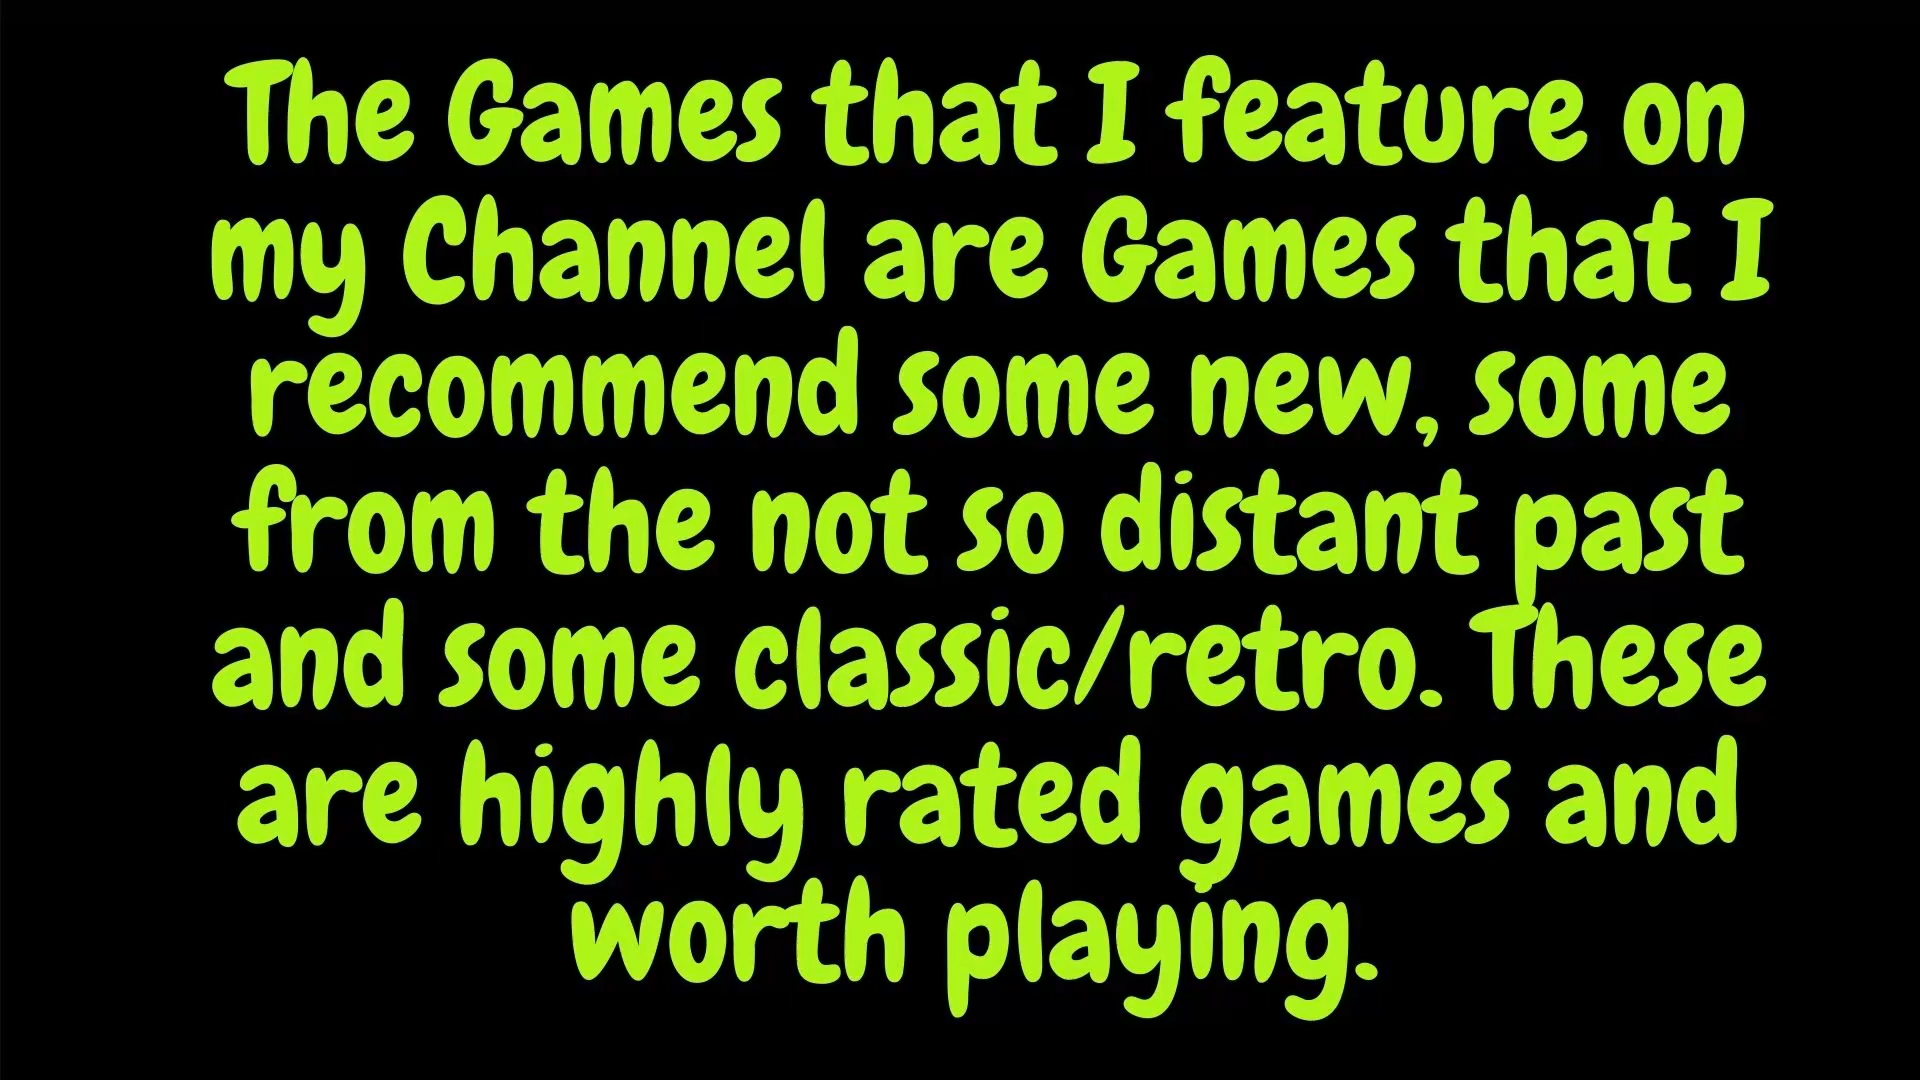 The Games that I feature on
my Channel are Games that I
recommend some new, some
from the not so distant past
and some classic/retro. These
are highly rated games and
worth playing.